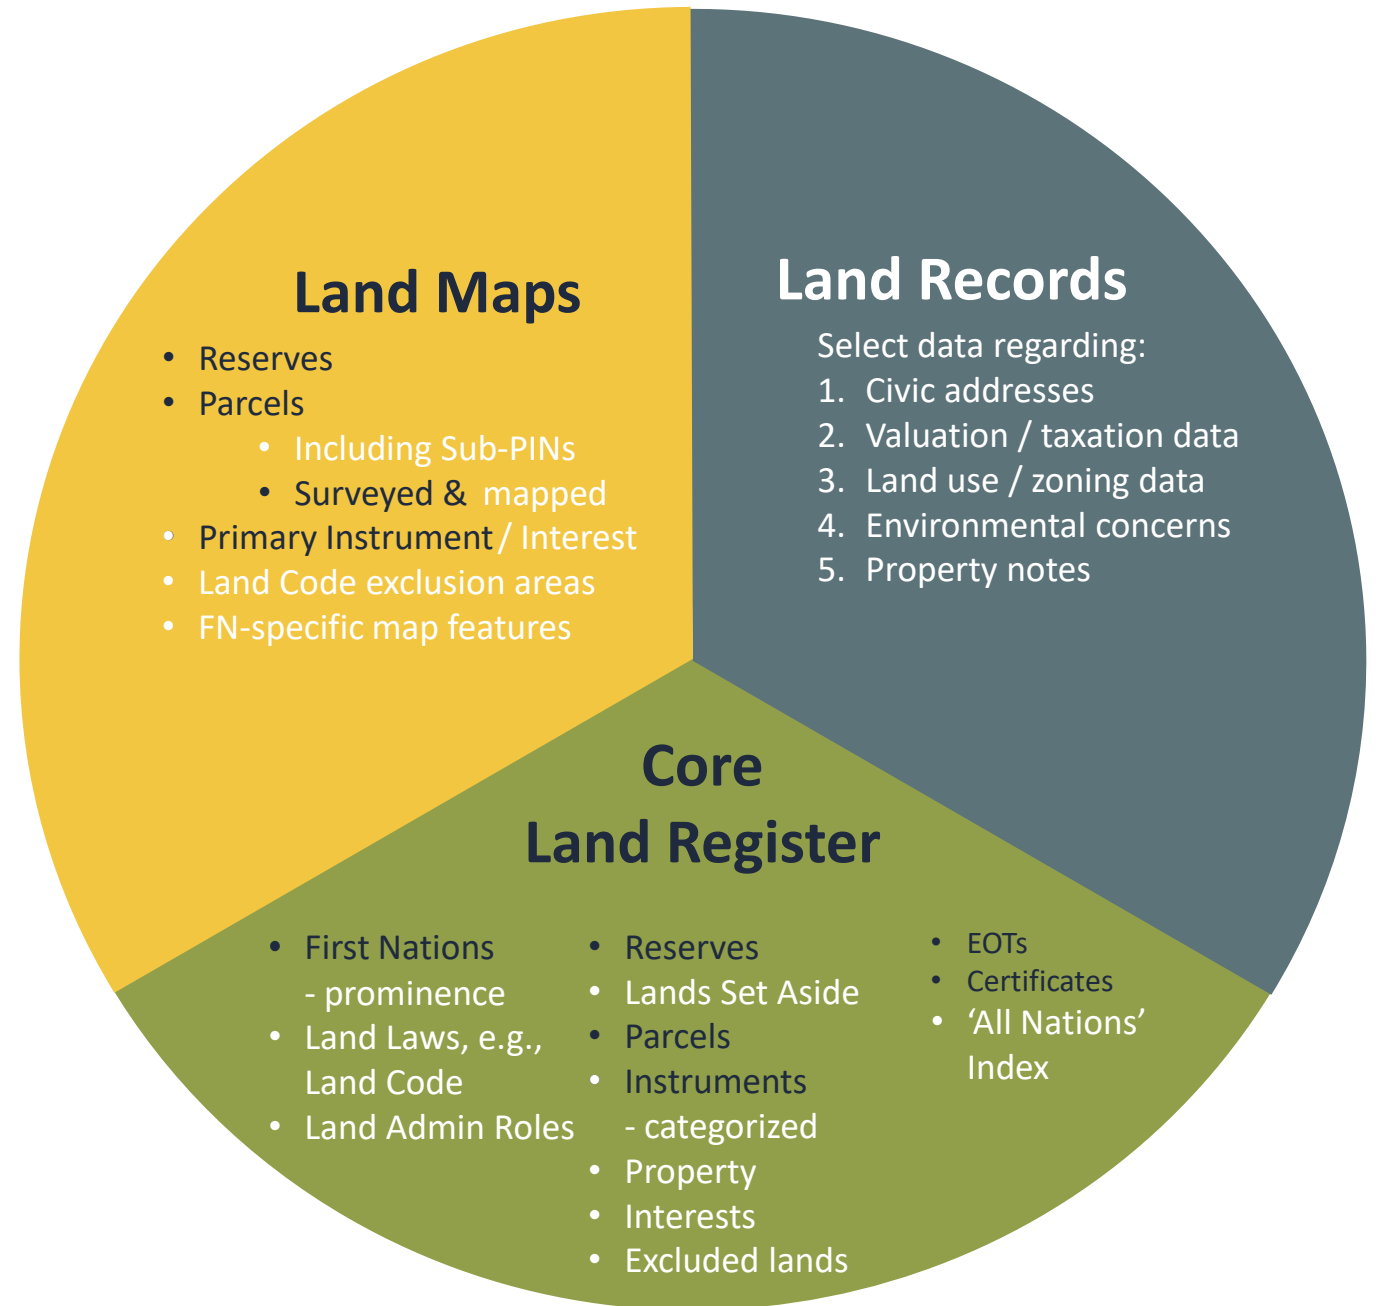 Land Maps
• Reserves
• Parcels
• Including Sub-PINs
• Surveyed & mapped
• Primary Instrument / Interest
• Land Code exclusion areas
• FN-specific map features
Land Records
Select data regarding:
1. Civic addresses
2. Valuation / taxation data
3. Land use / zoning data
4. Environmental concerns
5. Property notes
Core
Land Register
• First Nations
- prominence
• Land Laws, e.g.,
Land Code
• Land Admin Roles
• Reserves
• Lands Set Aside
• Parcels
• Instruments
- categorized
• Property
• Interests
• Excluded lands
• EOTs
• Certificates
• ‘All Nations’
Index